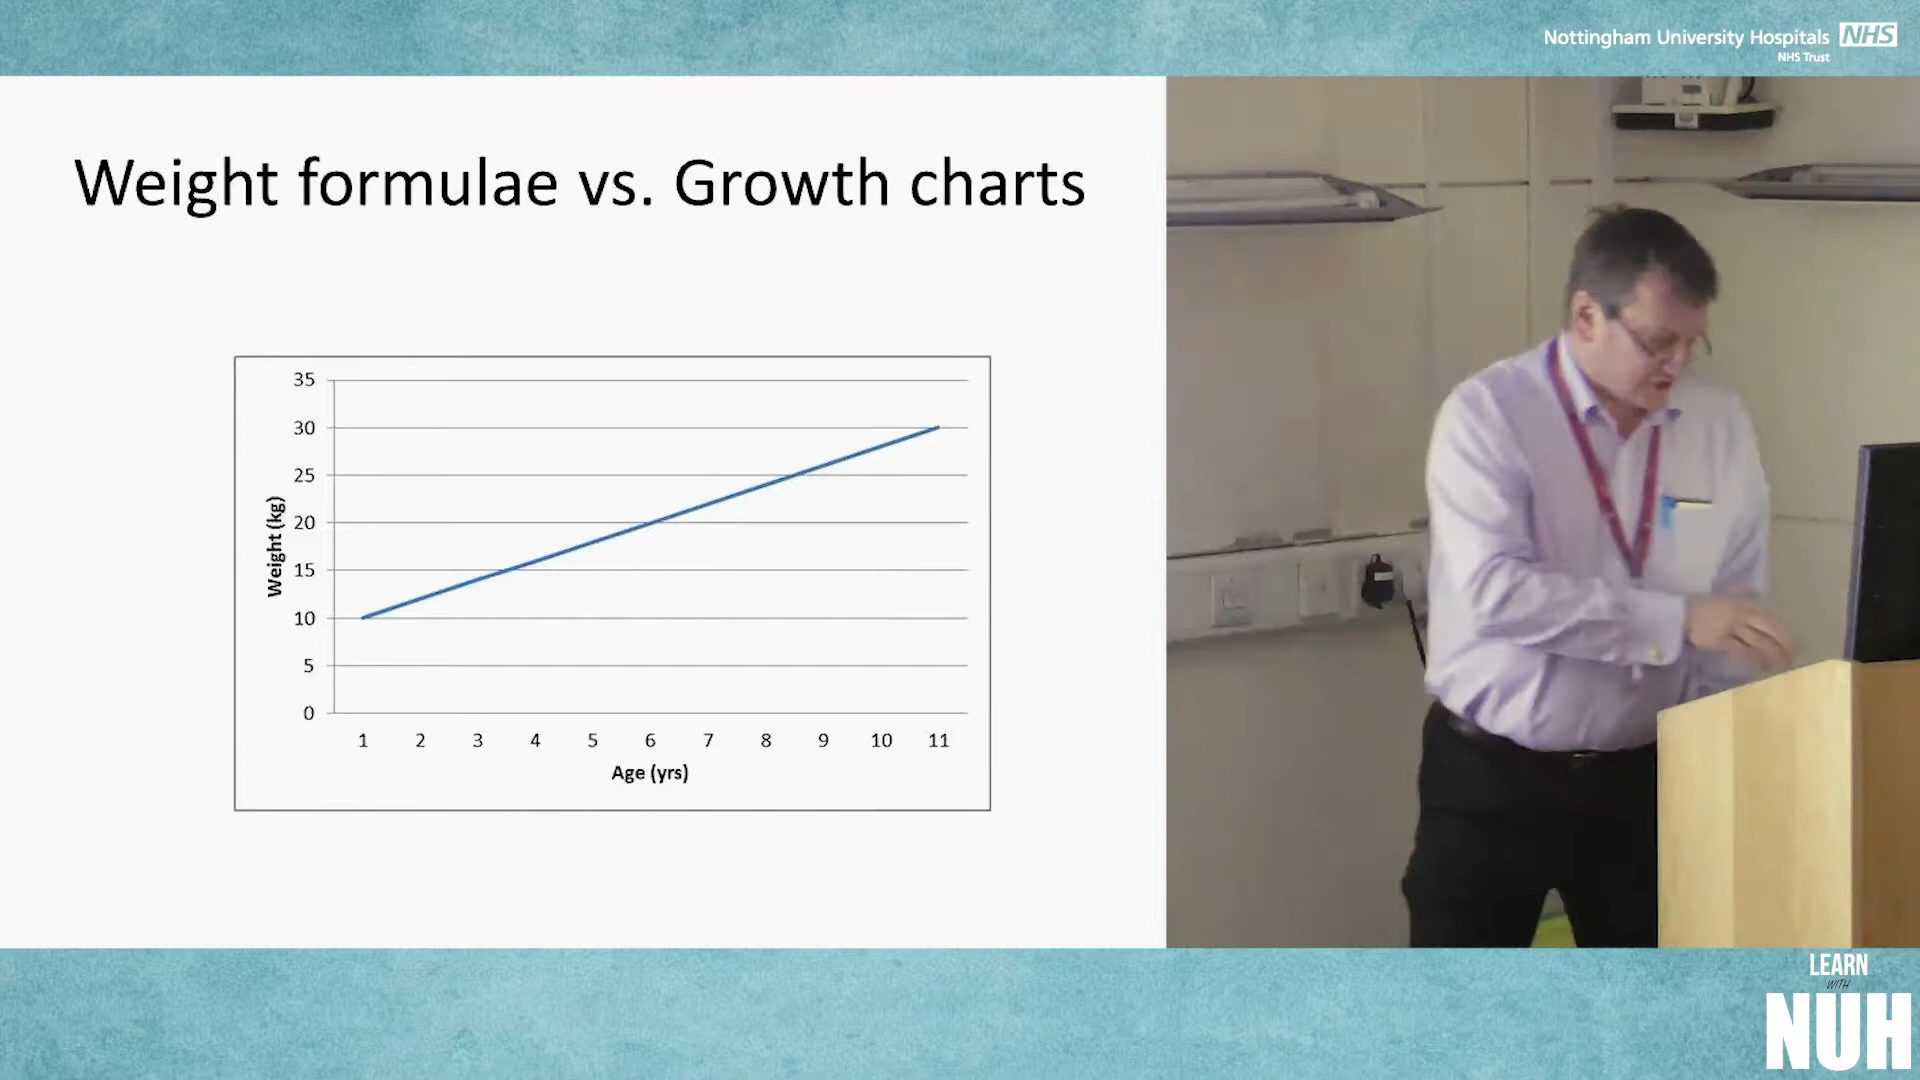 Nottingham University Hospitals NHS
NHS Trust
Weight formulae vs. Growth charts
35
30
25
20
15
10
5
0
Weight (kg)
1 2 3 4 5 6 7 8 9 10 11
Age (yrs)
LEARN
WITH
NUH